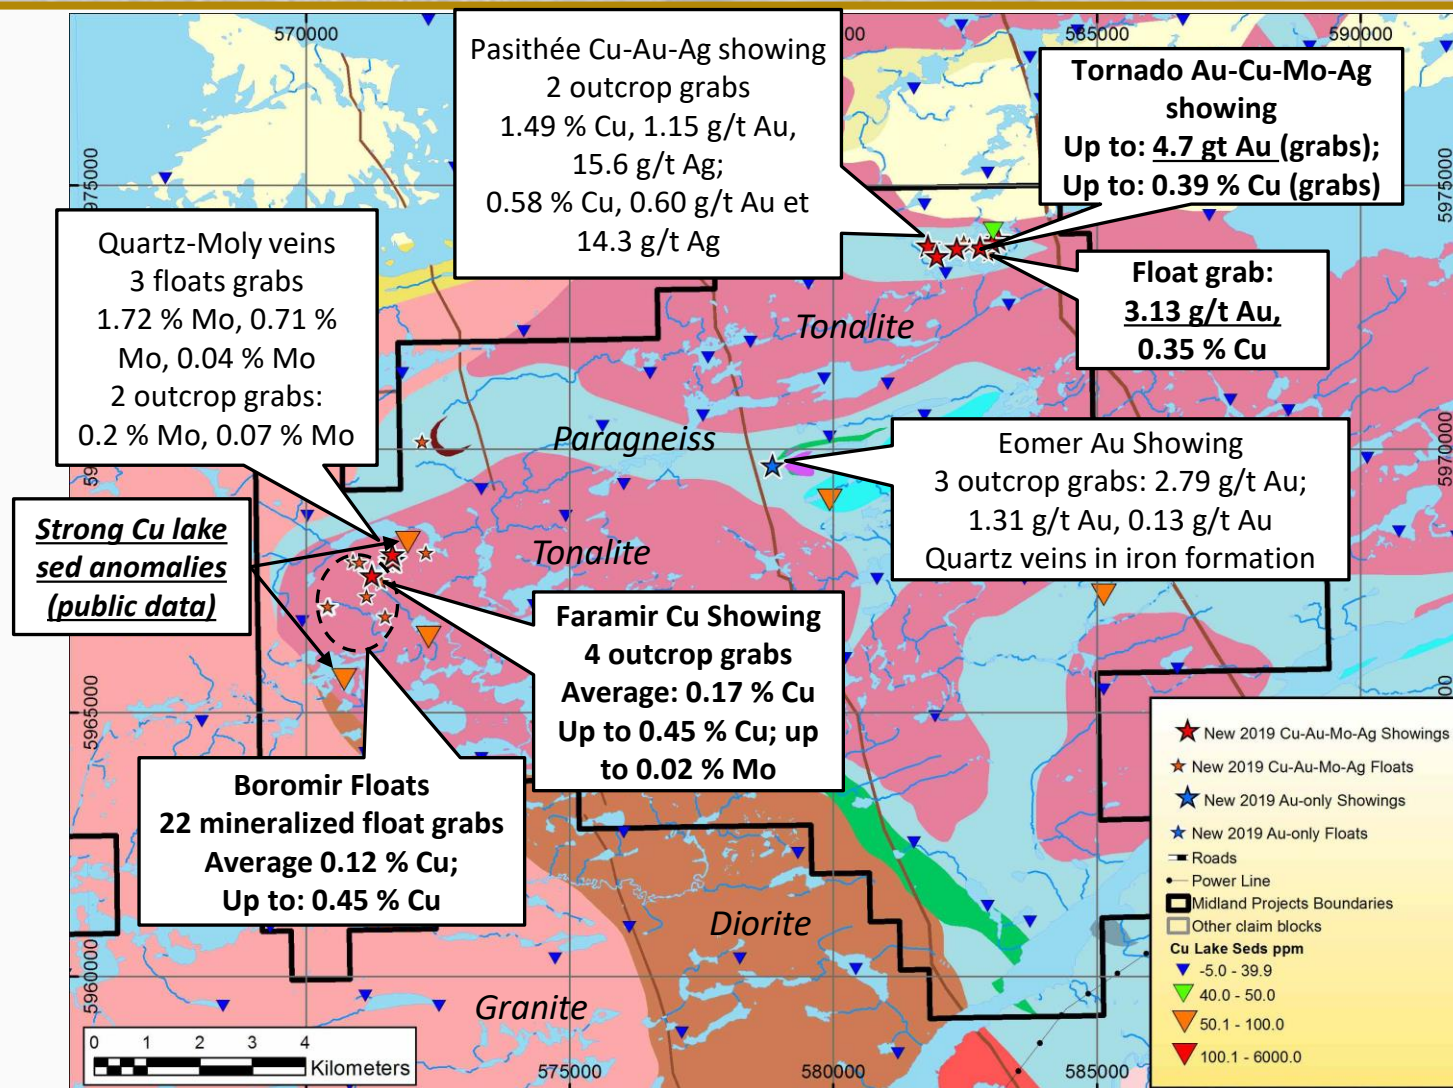 570000
00
585000
590000
Pasithée Cu-Au-Ag showing
2 outcrop grabs
1.49 % Cu, 1.15 g/t Au,
15.6 g/t Ag;
0.58 % Cu, 0.60 g/t Au et
14.3 g/t Ag
Tornado Au-Cu-Mo-Ag
showing
Up to: 4.7 gt Au (grabs);
Up to: 0.39 % Cu (grabs)
975000
5975000
Quartz-Moly veins
3 floats grabs
1.72 % Mo, 0.71 %
Mo, 0.04 % Mo
2 outcrop grabs:
0.2 % Mo, 0.07 % Mo
Float grab:
3.13 g/t Au,
0.35 % Cu
Tonalite
Paragneiss
5970000
Eomer Au Showing
3 outcrop grabs: 2.79 g/t Au;
1.31 g/t Au, 0.13 g/t Au
Quartz veins in iron formation
Strong Cu lake
sed anomalies
(public data)
Tonalite
Faramir Cu Showing
4 outcrop grabs
Average: 0.17 % Cu
Up to 0.45 % Cu; up
to 0.02 % Mo
5965000
Boromir Floats
22 mineralized float grabs
Average 0.12 % Cu;
Up to: 0.45 % Cu
Diorite
Granite
5960000
New 2019 Cu-Au-Mo-Ag Showings
New 2019 Cu-Au-Mo-Ag Floats
New 2019 Au-only Showings
New 2019 Au-only Floats
Roads
Power Line
Midland Projects Boundaries
Other claim blocks
Cu Lake Seds ppm
-5.0 - 39.9
40.0 - 50.0
50.1 - 100.0
100.1 - 6000.0
0 1 2 3 4
Kilometers
575000
580000
585000